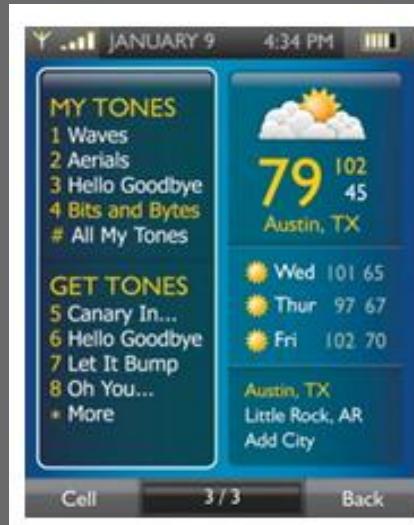 JANUARY 9 4:34 PM
MY TONES
1 Waves
2 Aerials
3 Hello Goodbye
4 Bits and Bytes
# All My Tones
GET TONES
5 Canary In...
6 Hello Goodbye
7 Let It Bump
8 Oh You...
* More
79 102
45
Austin, TX
Wed 101 65
Thur 97 67
Fri 102 70
Austin, TX
Little Rock, AR
Add City
Cell 3 / 3 Back